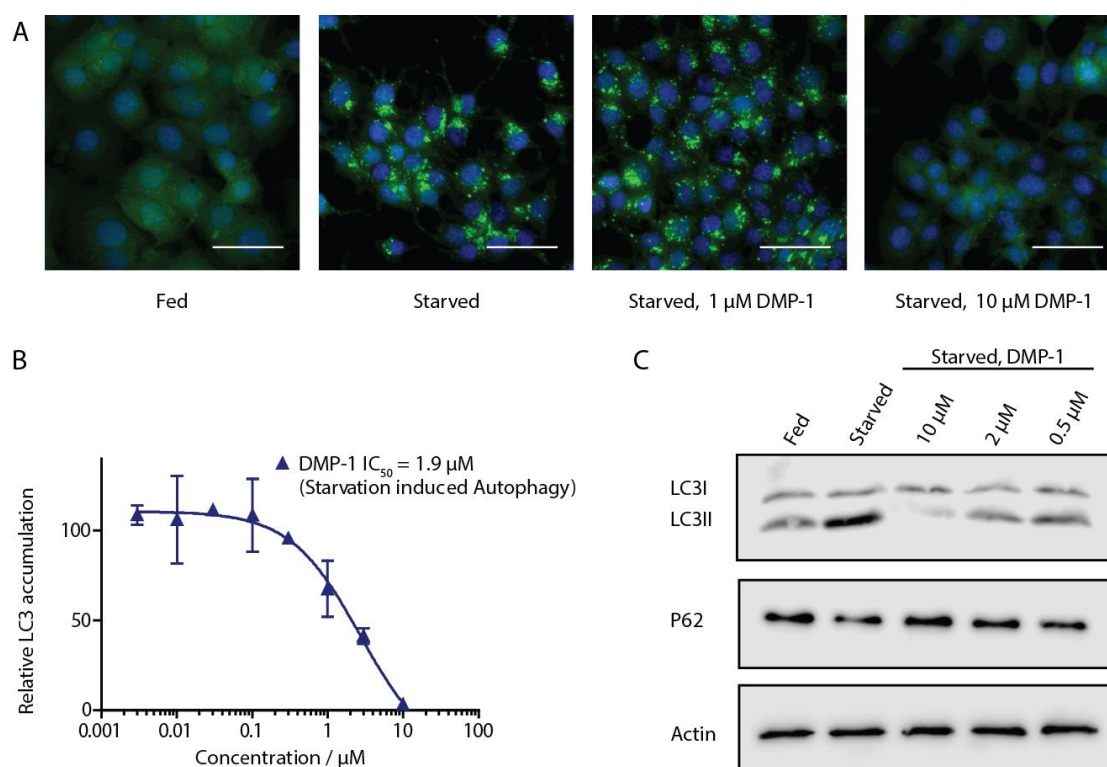 A
Fed
Starved
Starved, 1 µM DMP-1
Starved, 10 µM DMP-1
B
Relative LC3 accumulation
100
50
0
DMP-1 IC₅₀ = 1.9 µM
(Starvation induced Autophagy)
0.001
0.01
0.1
1
10
100
Concentration / µM
C
Starved, DMP-1
Fed
Starved
10 µM
2 µM
0.5 µM
LC3I
LC3II
P62
Actin